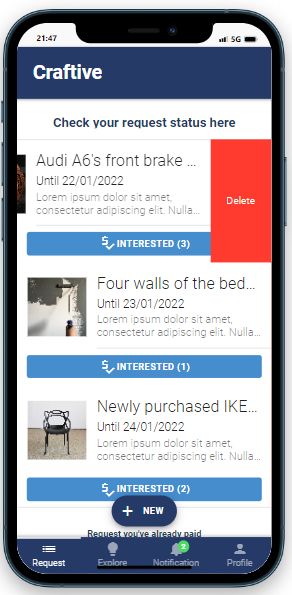 21:47
5G
Craftive
Check your request status here
Audi A6's front brake ...
Until 22/01/2022
Lorem ipsum dolor sit amet,
consectetur adipiscing elit. Nulla...
Delete
INTERESTED (3)
Four walls of the bed...
Until 23/01/2022
Lorem ipsum dolor sit amet,
consectetur adipiscing elit. Nulla...
INTERESTED (1)
Newly purchased IKE...
Until 24/01/2022
Lorem ipsum dolor sit amet,
consectetur adipiscing elit. Nulla...
INTERESTED (2)
+ NEW
Request you've already paid
2
Request Explore Notification Profile